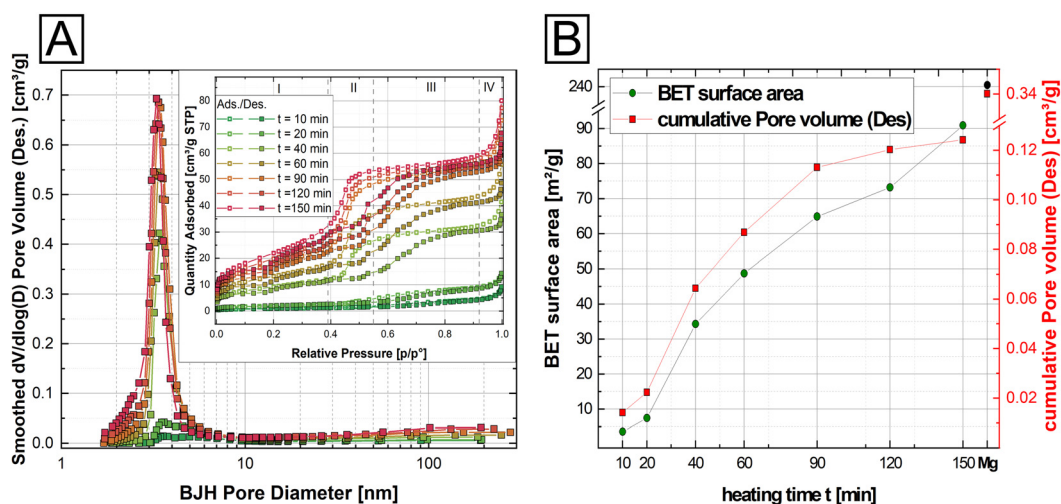 A
Smoothed dV/dlog(D) Pore Volume (Des.) [cm³/g]
0.7
0.6
0.5
0.4
0.3
0.2
0.1
0.0
1
10
100
BJH Pore Diameter [nm]
I II III IV
Quantity Adsorbed [cm³/g STP]
80
70
60
50
40
30
20
10
0
Ads./Des.
t = 10 min
t = 20 min
t = 40 min
t = 60 min
t = 90 min
t = 120 min
t =150 min
0.0 0.2 0.4 0.6 0.8 1.0
Relative Pressure [p/p°]
B
BET surface area [m²/g]
240
90
80
70
60
50
40
30
20
10
BET surface area
cumulative Pore volume (Des)
10 20 40 60 90 120 150 Mg
heating time t [min]
0.34
0.12
0.10
0.08
0.06
0.04
0.02
cumulative Pore volume (Des) [cm³/g]